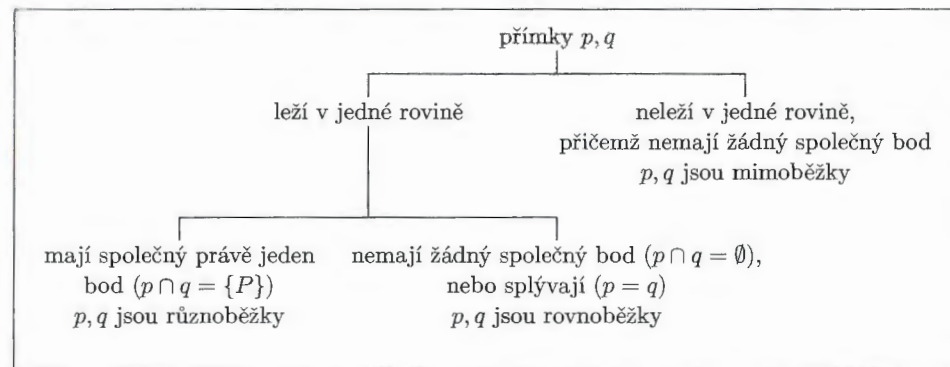 přímky p, q
leží v jedné rovině
neleží v jedné rovině,
přičemž nemají žádný společný bod
p, q jsou mimoběžky
mají společný právě jeden
bod (p ∩ q = {P})
p, q jsou různoběžky
nemají žádný společný bod (p ∩ q = ∅),
nebo splývají (p = q)
p, q jsou rovnoběžky